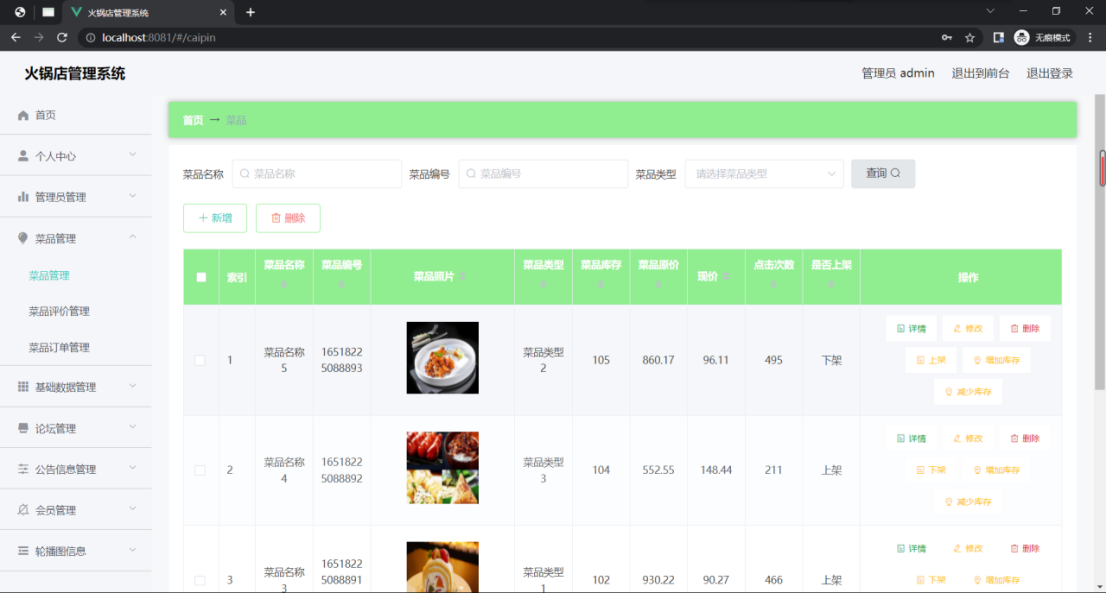 火锅店管理系统
localhost:8081/#/caipin
无痕模式
火锅店管理系统
管理员 admin 退出到前台 退出登录
首页
个人中心
管理员管理
菜品管理
菜品管理
菜品评价管理
菜品订单管理
基础数据管理
论坛管理
公告信息管理
会员管理
轮播图信息
首页 → 菜品
菜品名称 菜品名称 菜品编号 菜品编号 菜品类型 请选择菜品类型 查询
新增 删除
索引 菜品名称 菜品编号 菜品照片 菜品类型 菜品库存 菜品原价 现价 点击次数 是否上架 操作
1 菜品名称5 16518225088893 菜品类型2 105 860.17 96.11 495 下架
详情 修改 删除
上架 增加库存
减少库存
2 菜品名称4 16518225088892 菜品类型3 104 552.55 148.44 211 上架
详情 修改 删除
下架 增加库存
减少库存
3 菜品名称3 16518225088891 菜品类型1 102 930.22 90.27 466 上架
详情 修改 删除
下架 增加库存